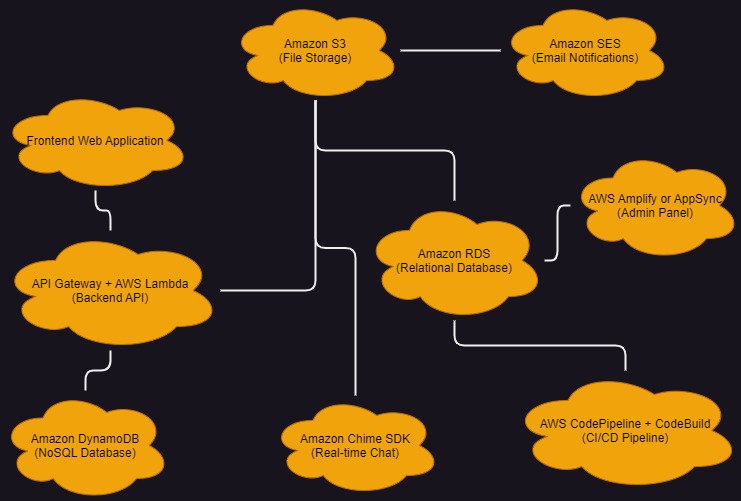 Amazon S3
(File Storage)
Amazon SES
(Email Notifications)
Frontend Web Application
AWS Amplify or AppSync
(Admin Panel)
Amazon RDS
(Relational Database)
API Gateway + AWS Lambda
(Backend API)
Amazon DynamoDB
(NoSQL Database)
Amazon Chime SDK
(Real-time Chat)
AWS CodePipeline + CodeBuild
(CI/CD Pipeline)